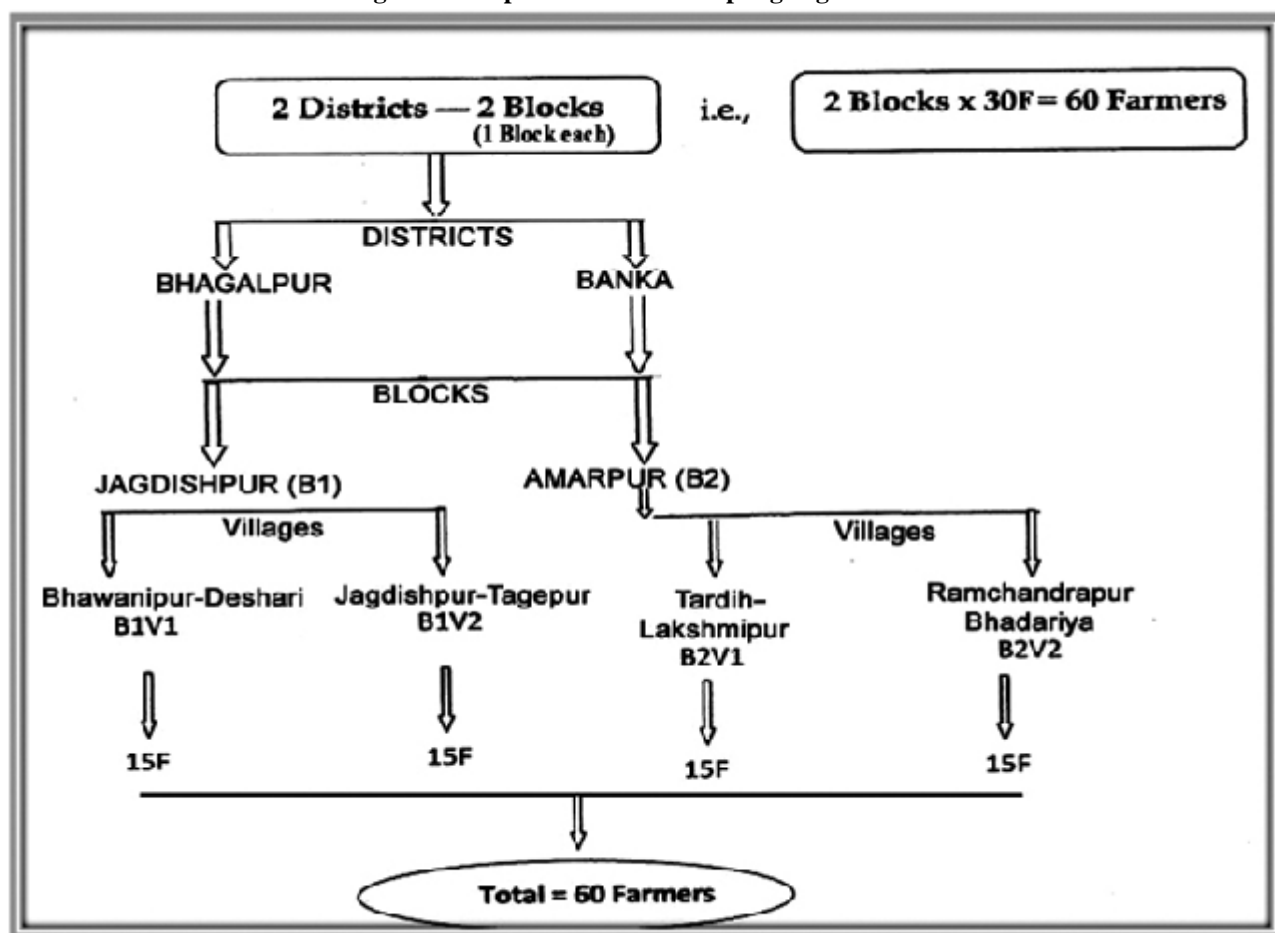 2 Districts — 2 Blocks
(1 Block each)
i.e.,
2 Blocks x 30F= 60 Farmers
DISTRICTS
BHAGALPUR
BANKA
BLOCKS
JAGDISHPUR (B1)
AMARPUR (B2)
Villages
Villages
Bhawanipur-Deshari
B1V1
Jagdishpur-Tagepur
B1V2
Tardih-
Lakshmipur
B2V1
Ramchandrapur
Bhadariya
B2V2
15F
15F
15F
15F
Total = 60 Farmers